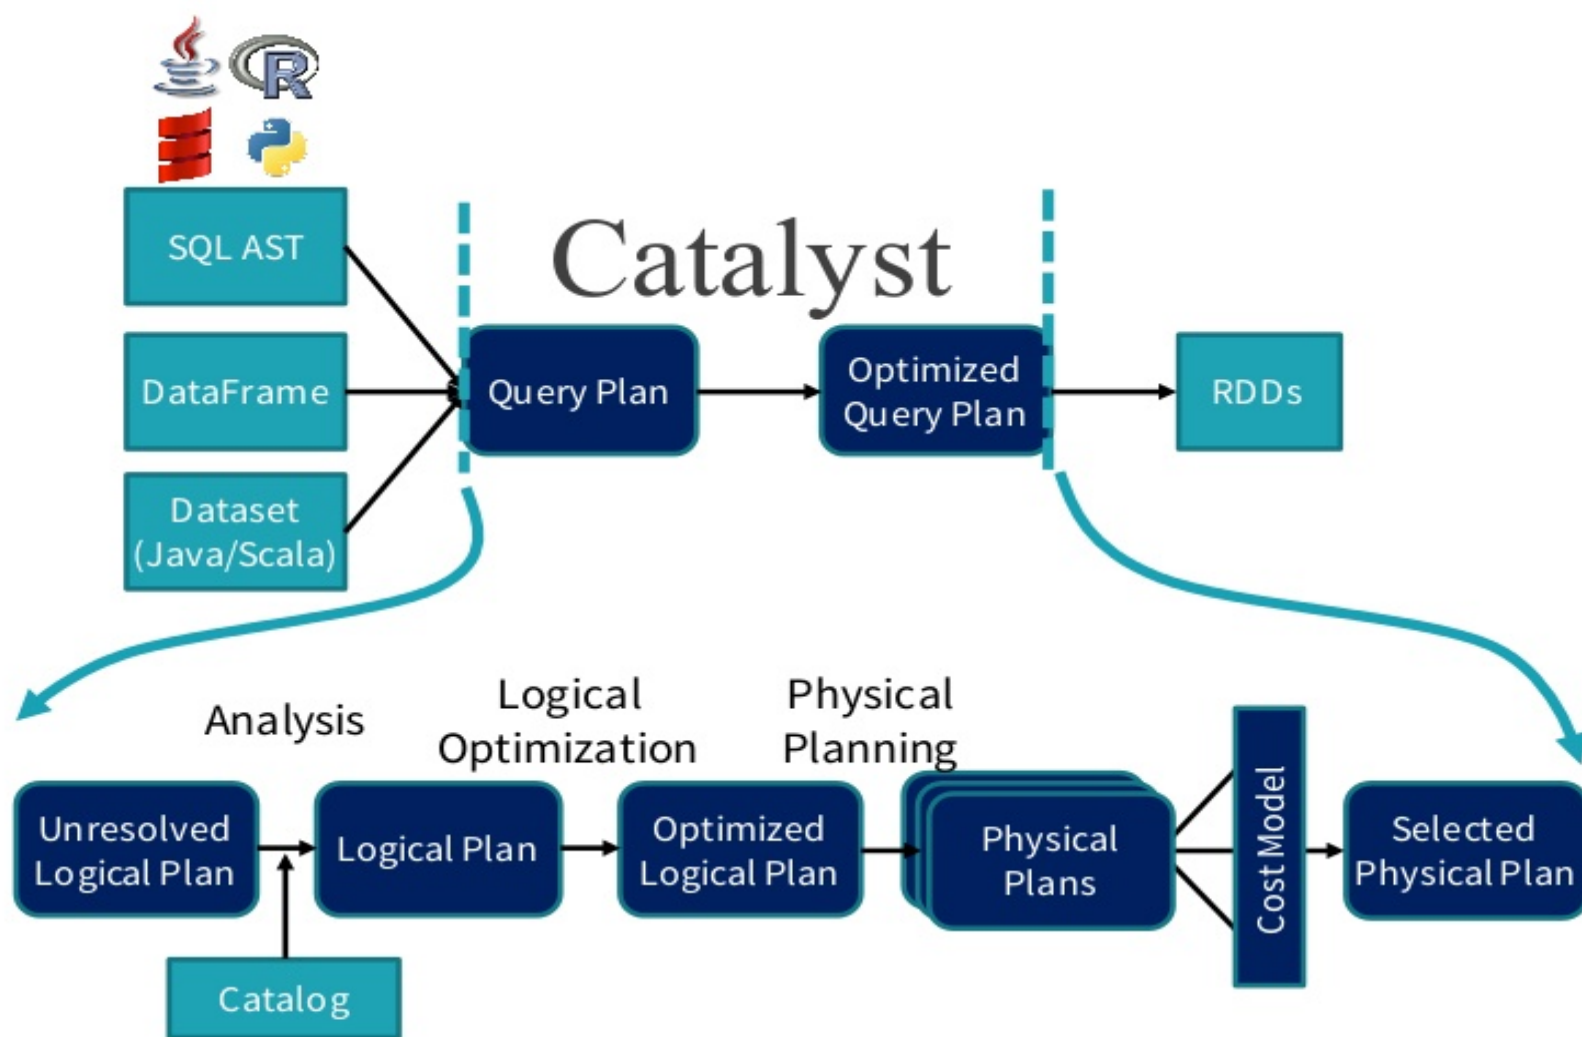 R
SQL AST
Catalyst
DataFrame
Query Plan
Optimized
Query Plan
RDDs
Dataset
(Java/Scala)
Analysis
Logical
Optimization
Physical
Planning
Unresolved
Logical Plan
Logical Plan
Optimized
Logical Plan
Physical
Plans
Cost Model
Selected
Physical Plan
Catalog